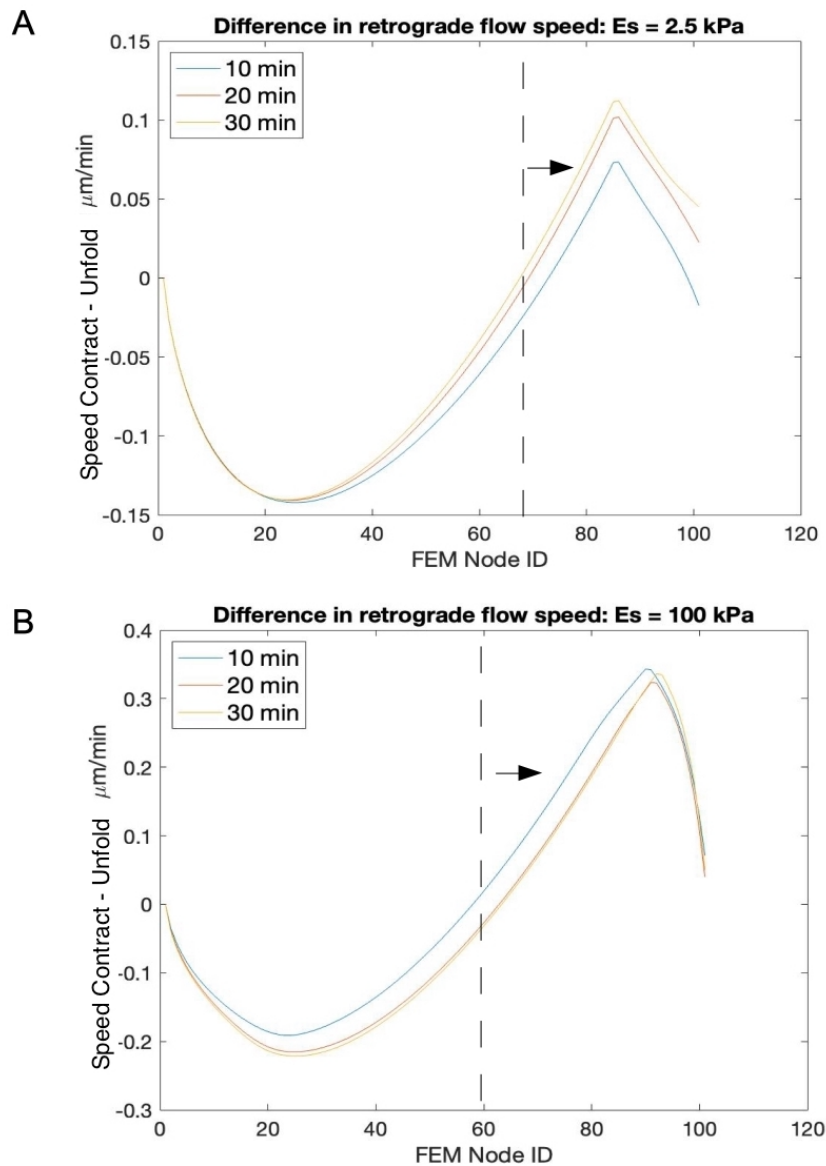 A
Difference in retrograde flow speed: Es = 2.5 kPa
0.15
0.1
0.05
0
-0.05
-0.1
-0.15
Speed Contract - Unfold μm/min
10 min
20 min
30 min
0
20
40
60
80
100
120
FEM Node ID
B
Difference in retrograde flow speed: Es = 100 kPa
0.4
0.3
0.2
0.1
0
-0.1
-0.2
-0.3
Speed Contract - Unfold μm/min
10 min
20 min
30 min
0
20
40
60
80
100
120
FEM Node ID